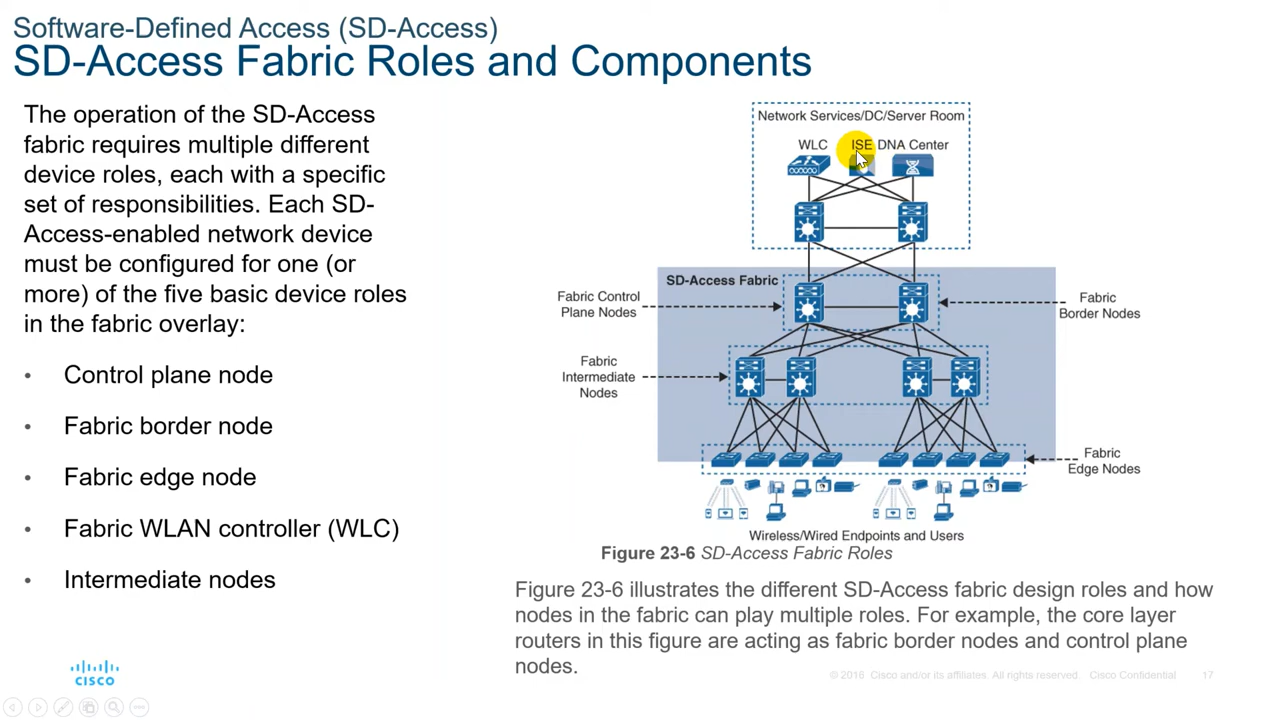 Software-Defined Access (SD-Access)
SD-Access Fabric Roles and Components
The operation of the SD-Access
fabric requires multiple different
device roles, each with a specific
set of responsibilities. Each SD-
Access-enabled network device
must be configured for one (or
more) of the five basic device roles
in the fabric overlay:
• Control plane node
• Fabric border node
• Fabric edge node
• Fabric WLAN controller (WLC)
• Intermediate nodes
Network Services/DC/Server Room
WLC ISE DNA Center
SD-Access Fabric
Fabric Control
Plane Nodes
Fabric
Border Nodes
Fabric
Intermediate
Nodes
Fabric
Edge Nodes
Wireless/Wired Endpoints and Users
Figure 23-6 SD-Access Fabric Roles
Figure 23-6 illustrates the different SD-Access fabric design roles and how
nodes in the fabric can play multiple roles. For example, the core layer
routers in this figure are acting as fabric border nodes and control plane
nodes.
CISCO
© 2016 Cisco and/or its affiliates. All rights reserved. Cisco Confidential 17